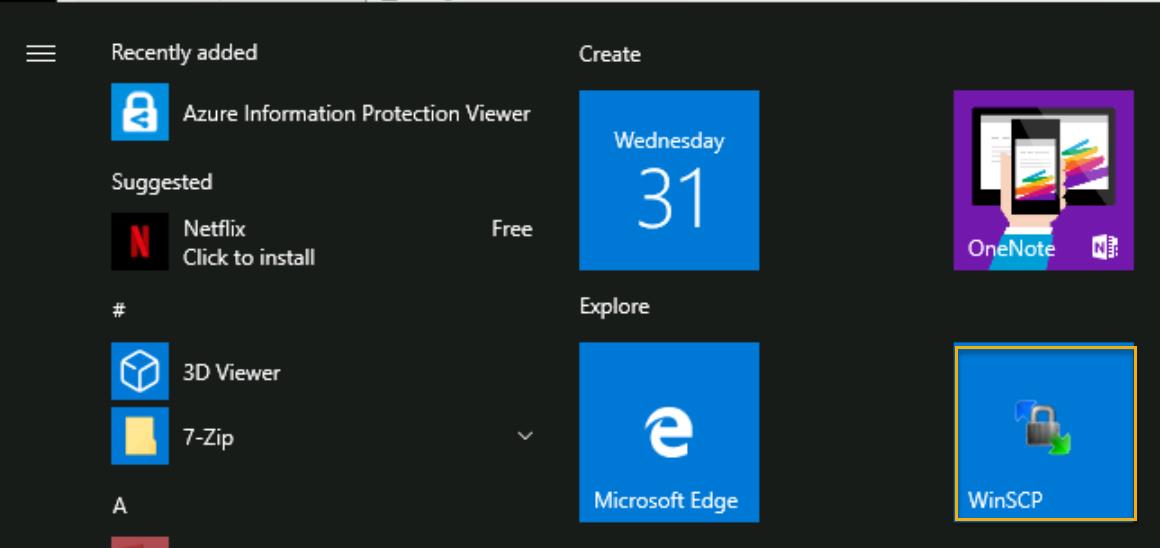 Recently added
Azure Information Protection Viewer
Suggested
Netflix
Free
Click to install
#
3D Viewer
7-Zip
A
Create
Wednesday
31
OneNote
N
Explore
Microsoft Edge
WinSCP